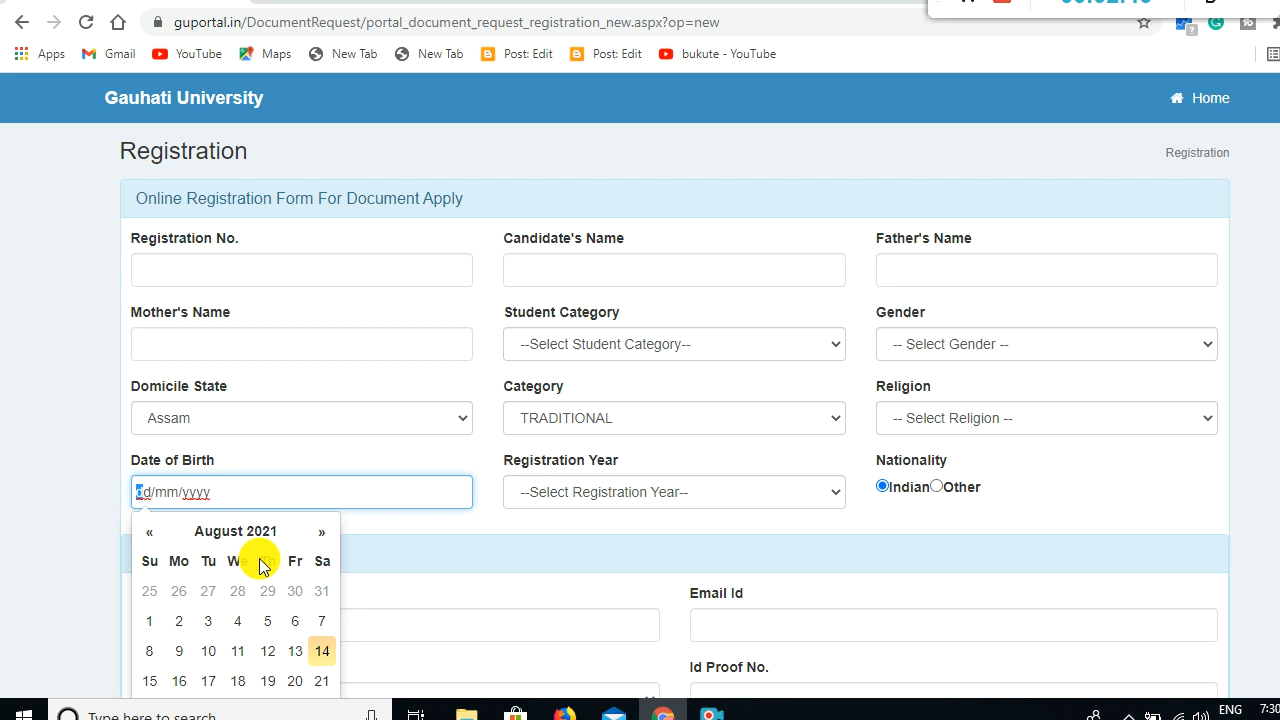 guportal.in/DocumentRequest/portal_document_request_registration_new.aspx?op=new
Apps Gmail YouTube Maps New Tab New Tab Post: Edit Post: Edit bukute - YouTube
Gauhati University Home
Registration Registration
Online Registration Form For Document Apply
Registration No. Candidate's Name Father's Name
Mother's Name Student Category Gender
--Select Student Category-- -- Select Gender --
Domicile State Category Religion
Assam TRADITIONAL -- Select Religion --
Date of Birth Registration Year Nationality
dd/mm/yyyy --Select Registration Year-- Indian Other
« August 2021 »
Su Mo Tu We Th Fr Sa
25 26 27 28 29 30 31
Email Id
1 2 3 4 5 6 7
8 9 10 11 12 13 14
Id Proof No.
15 16 17 18 19 20 21
Type here to search ENG 7:30